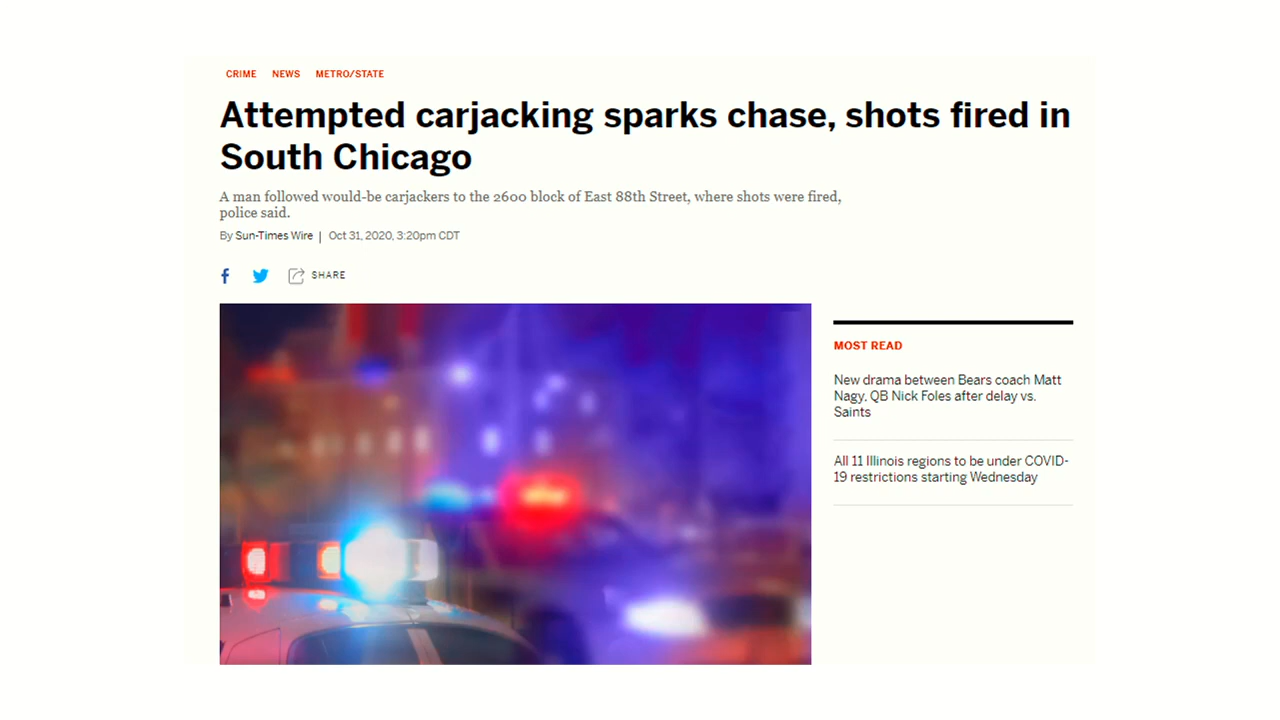 CRIME NEWS METRO/STATE
Attempted carjacking sparks chase, shots fired in
South Chicago
A man followed would-be carjackers to the 2600 block of East 88th Street, where shots were fired,
police said.
By Sun-Times Wire | Oct 31, 2020, 3:20pm CDT
SHARE
MOST READ
New drama between Bears coach Matt
Nagy, QB Nick Foles after delay vs.
Saints
All 11 Illinois regions to be under COVID-
19 restrictions starting Wednesday